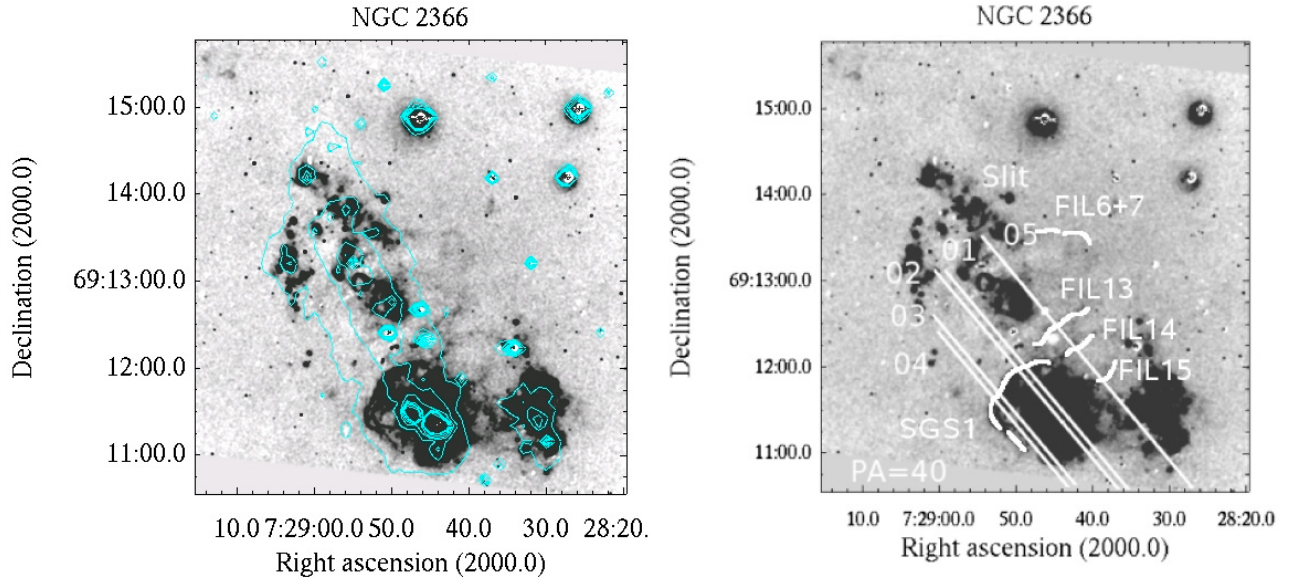 NGC 2366
15:00.0
14:00.0
69:13:00.0
12:00.0
11:00.0
Declination (2000.0)
10.0 7:29:00.0 50.0 40.0 30.0 28:20.
Right ascension (2000.0)
NGC 2366
15:00.0
14:00.0
69:13:00.0
12:00.0
11:00.0
Declination (2000.0)
Slit
FIL6+7
05
01
02
03
04
FIL13
FIL14
FIL15
SGS1
PA=40
10.0 7:29:00.0 50.0 40.0 30.0 28:20.0
Right ascension (2000.0)